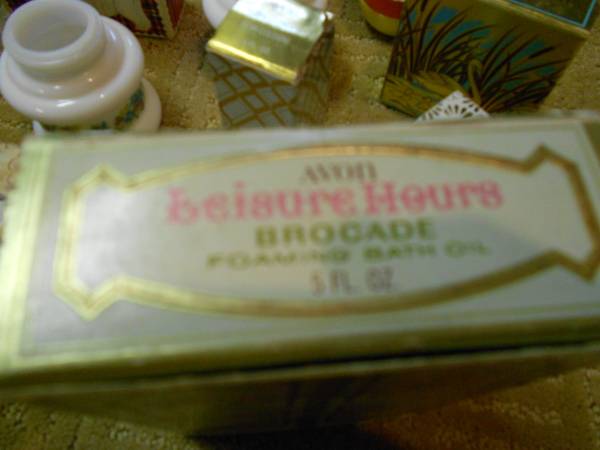 AVON
Leisure Hours
BROCADE
FOAMING BATH OIL
5 FL. OZ.